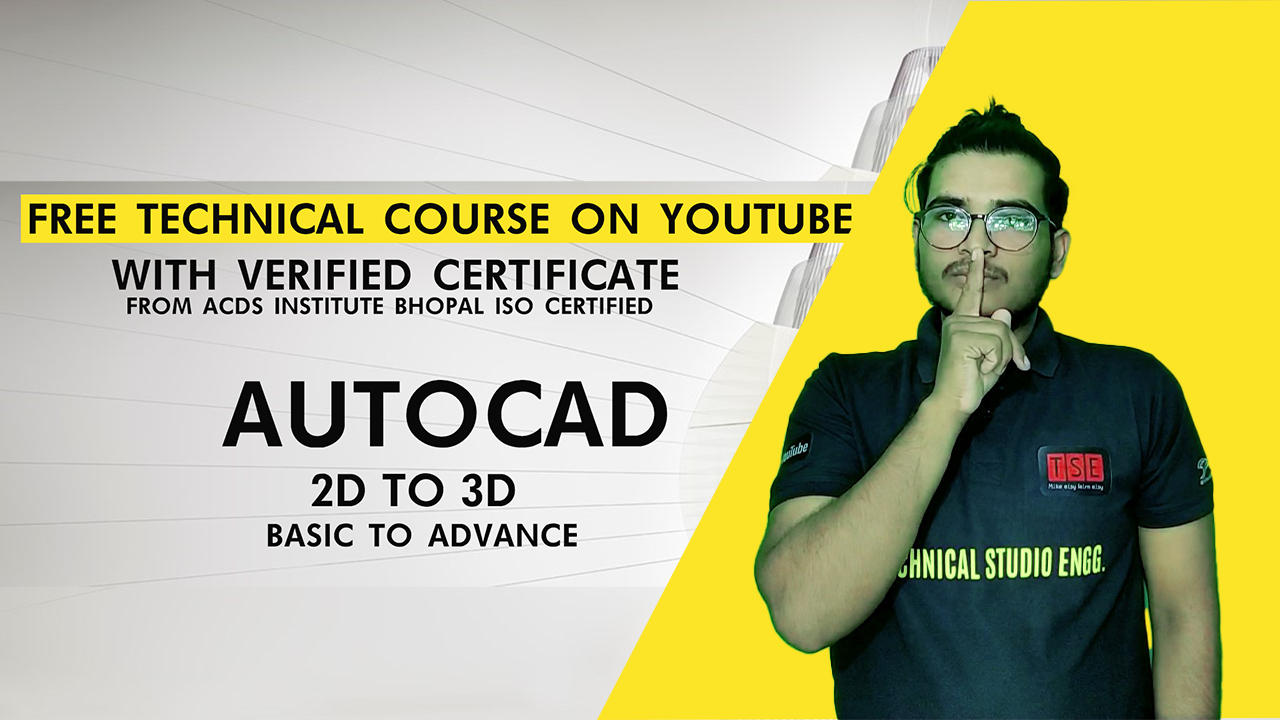 FREE TECHNICAL COURSE ON YOUTUBE
WITH VERIFIED CERTIFICATE
FROM ACDS INSTITUTE BHOPAL ISO CERTIFIED
AUTOCAD
2D TO 3D
BASIC TO ADVANCE
TSE
CHNICAL STUDIO ENGG.